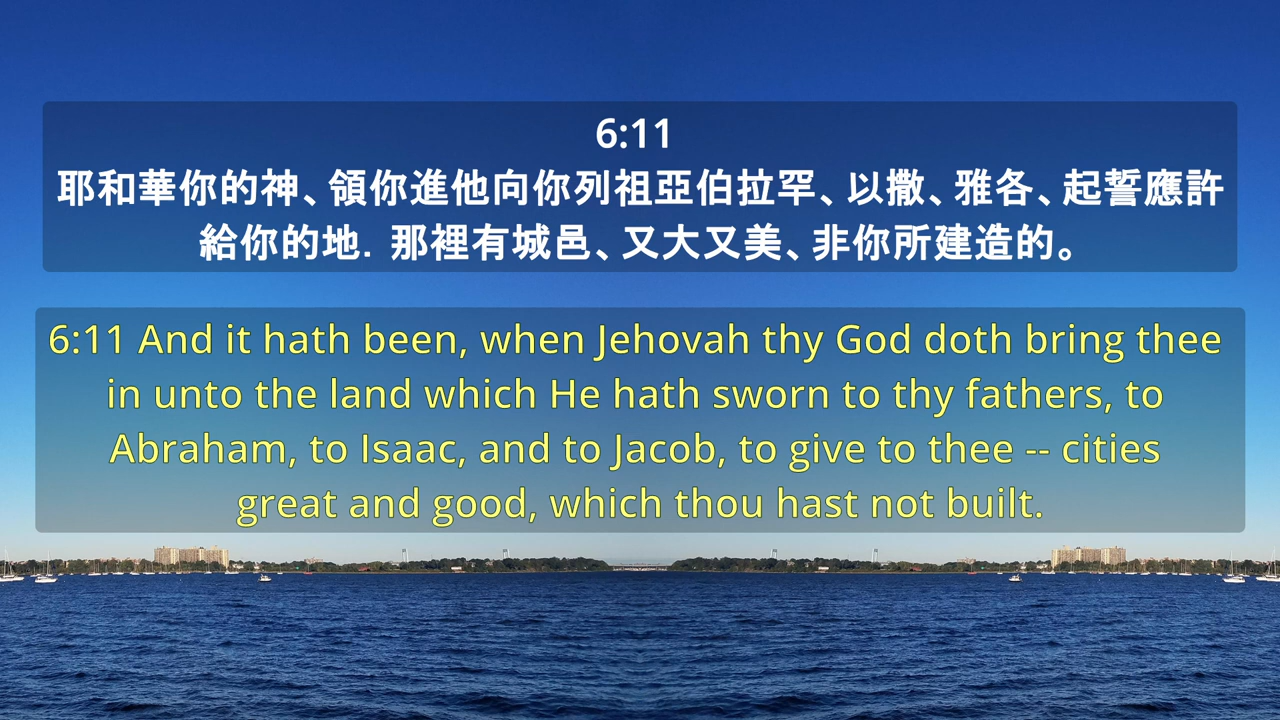 6:11
耶和華你的神、領你進他向你列祖亞伯拉罕、以撒、雅各、起誓應許
給你的地. 那裡有城邑、又大又美、非你所建造的。
6:11 And it hath been, when Jehovah thy God doth bring thee
in unto the land which He hath sworn to thy fathers, to
Abraham, to Isaac, and to Jacob, to give to thee -- cities
great and good, which thou hast not built.